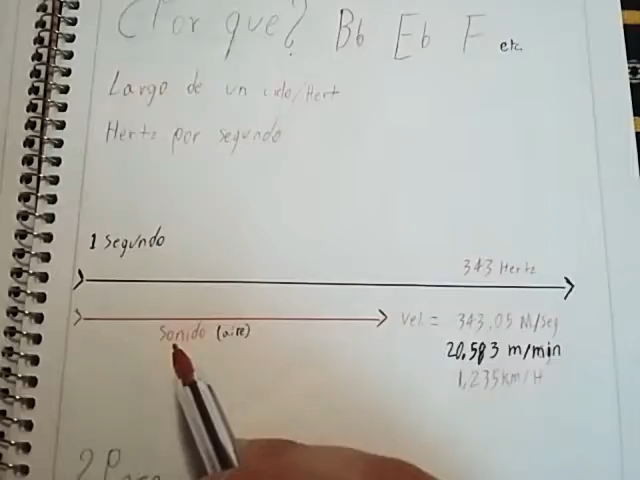 ¿Por que? Bb Eb F etc.
Largo de un ciclo/Hert
Hertz por segundo
1 Segundo
343 Hertz
Sonido (aire)
Vel. = 343,05 M/seg
20,583 m/min
1,235 km/H